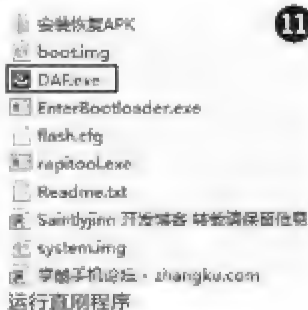 安装恢复APK
⓫
boot.img
DAF.exe
EnterBootloader.exe
flash.cfg
rapitool.exe
Readme.txt
Saintlyjinn 开发博客 转载请保留信息
system.img
掌酷手机论坛 - zhangku.com
运行直刷程序